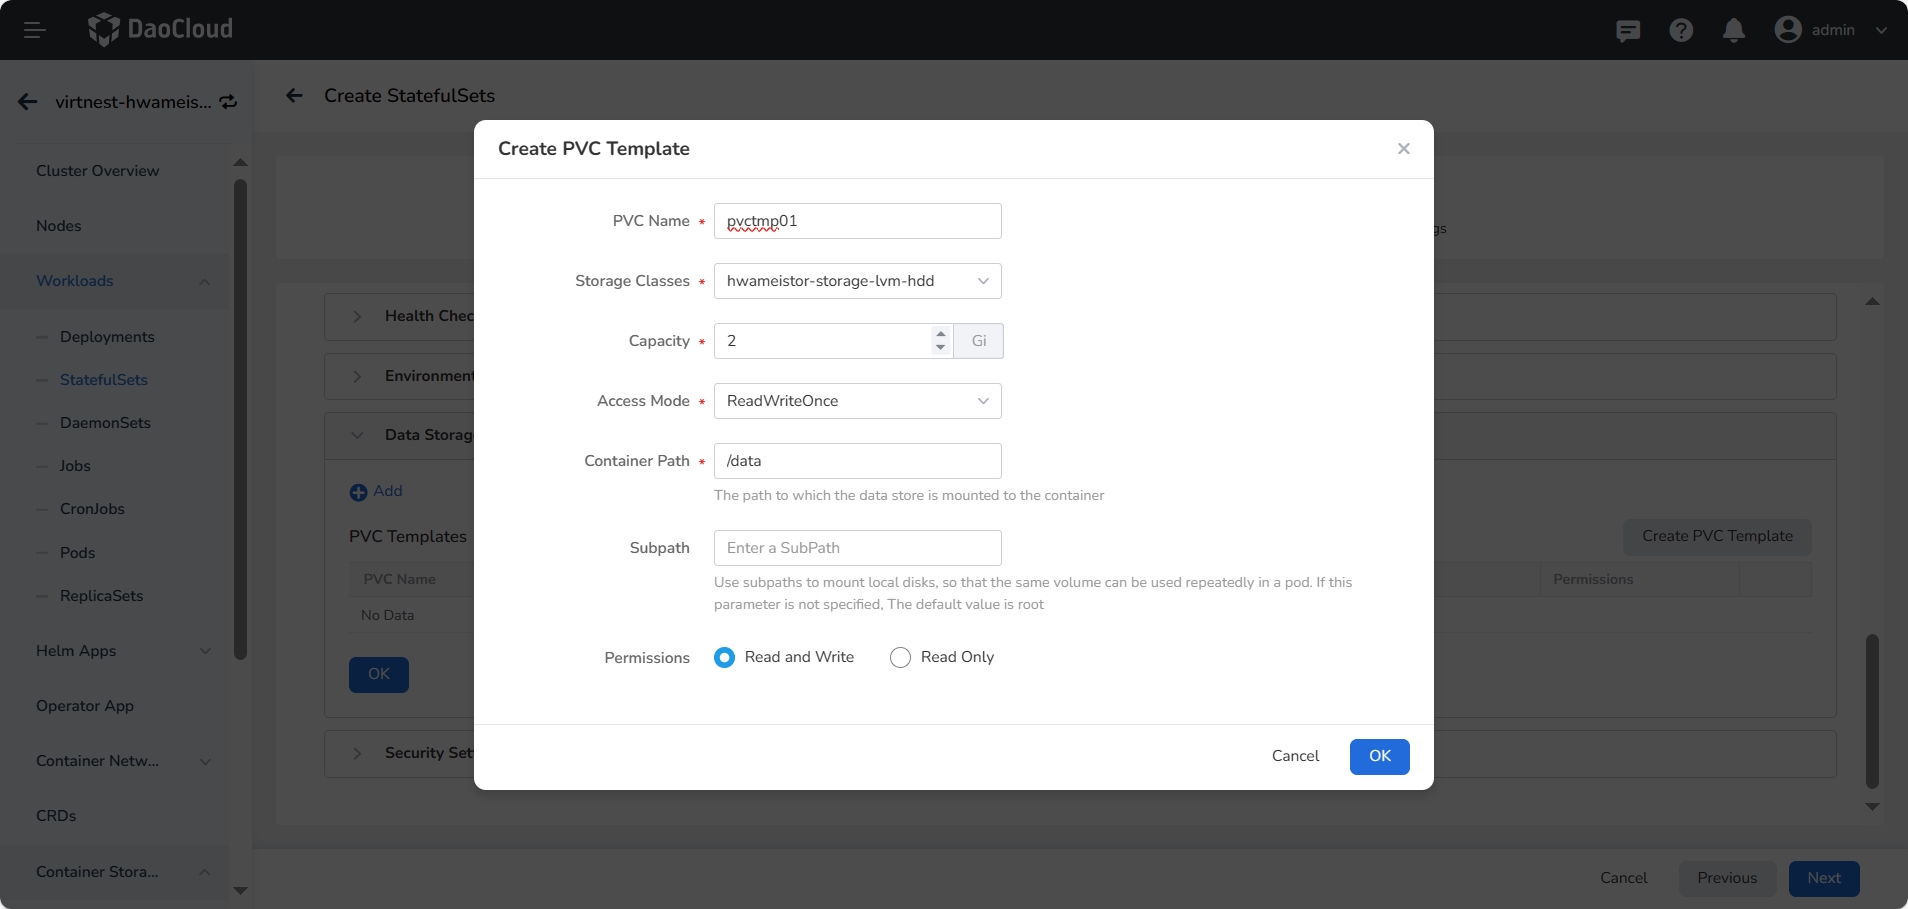 DaoCloud
admin
virtnest-hwameis...
Create StatefulSets
Cluster Overview
Nodes
Workloads
Deployments
StatefulSets
DaemonSets
Jobs
CronJobs
Pods
ReplicaSets
Helm Apps
Operator App
Container Netw...
CRDs
Container Stora...
gs
Health Chec
Environment
Data Storag
Add
PVC Templates
Create PVC Template
PVC Name
Permissions
No Data
OK
Security Set
Create PVC Template
PVC Name *
pvctmp01
Storage Classes *
hwameistor-storage-lvm-hdd
Capacity *
2
Gi
Access Mode *
ReadWriteOnce
Container Path *
/data
The path to which the data store is mounted to the container
Subpath
Enter a SubPath
Use subpaths to mount local disks, so that the same volume can be used repeatedly in a pod. If this
parameter is not specified, The default value is root
Permissions
Read and Write
Read Only
Cancel
OK
Cancel
Previous
Next